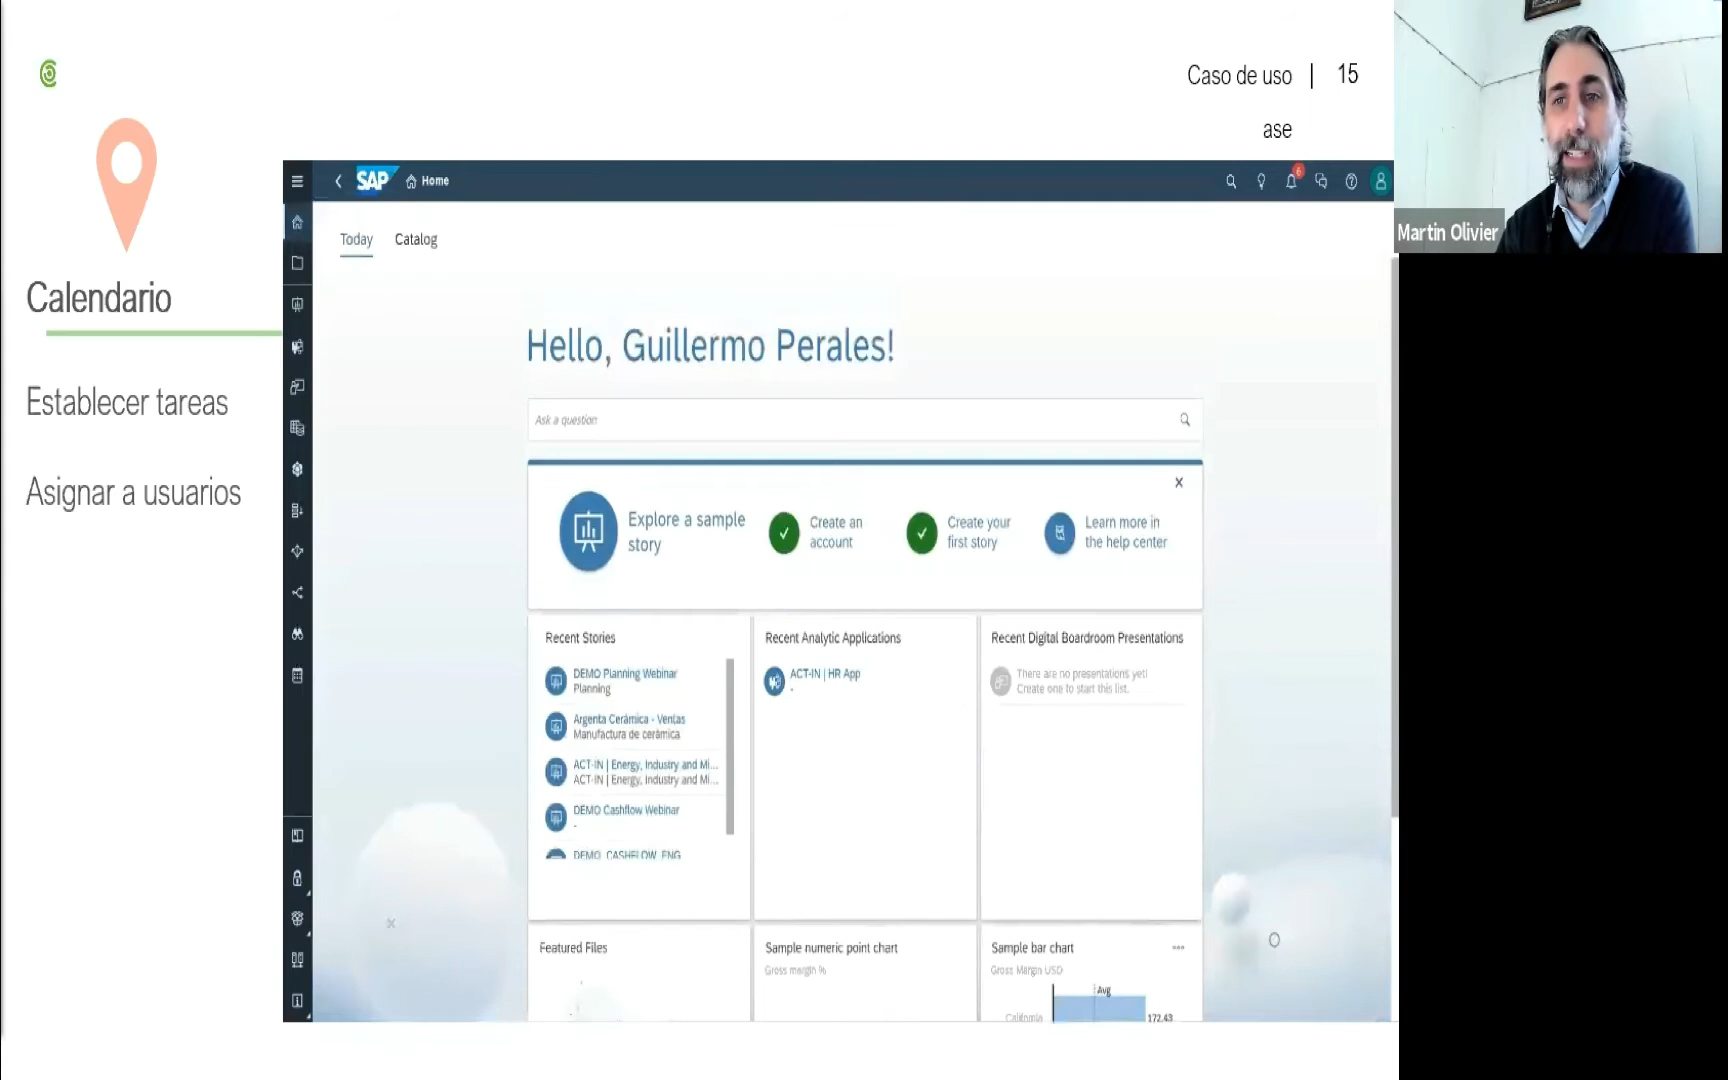 Caso de uso | 15
ase
Martin Olivier
Calendario
Establecer tareas
Asignar a usuarios
SAP
Home
6
Today
Catalog
Hello, Guillermo Perales!
Ask a question
Explore a sample
story
Create an
account
Create your
first story
Learn more in
the help center
Recent Stories
DEMO Planning Webinar
Planning
Argenta Cerámica - Ventas
Manufactura de cerámica
ACT-IN | Energy, Industry and Mi...
ACT-IN | Energy, Industry and Mi...
DEMO Cashflow Webinar
-
DEMO_CASHFLOW_ENG
Recent Analytic Applications
ACT-IN | HR App
-
Recent Digital Boardroom Presentations
There are no presentations yet!
Create one to start this list.
Featured Files
Sample numeric point chart
Gross margin %
Sample bar chart
Gross Margin USD
Avg
California
172.43